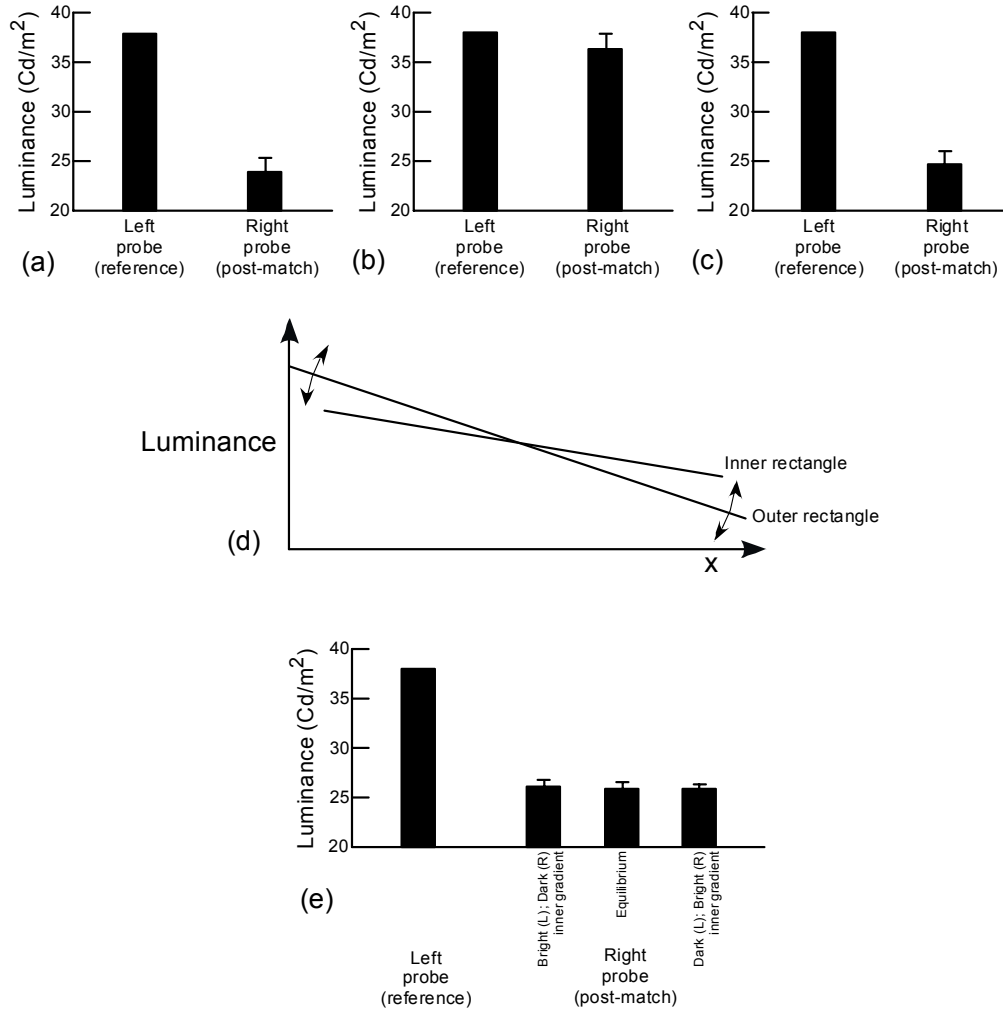 40
35
30
25
20
Luminance (Cd/m²)
Left
probe
(reference)
Right
probe
(post-match)
(a)
40
35
30
25
20
Luminance (Cd/m²)
Left
probe
(reference)
Right
probe
(post-match)
(b)
40
35
30
25
20
Luminance (Cd/m²)
Left
probe
(reference)
Right
probe
(post-match)
(c)
Luminance
Inner rectangle
Outer rectangle
x
(d)
40
35
30
25
20
Luminance (Cd/m²)
Bright (L); Dark (R)
inner gradient
Equilibrium
Dark (L); Bright (R)
inner gradient
(e)
Left
probe
(reference)
Right
probe
(post-match)